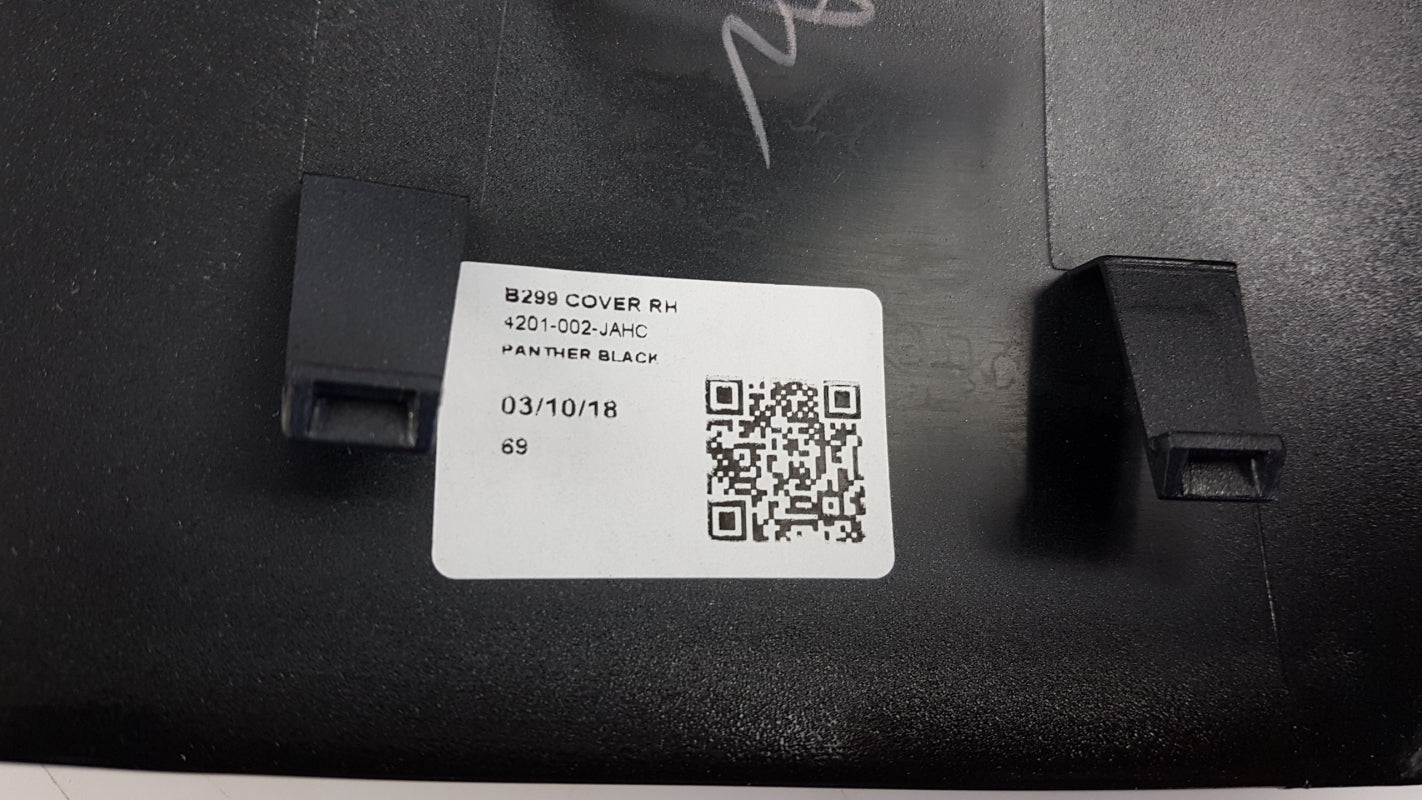 B299 COVER RH
4201-002-JAHC
PANTHER BLACK
03/10/18
69